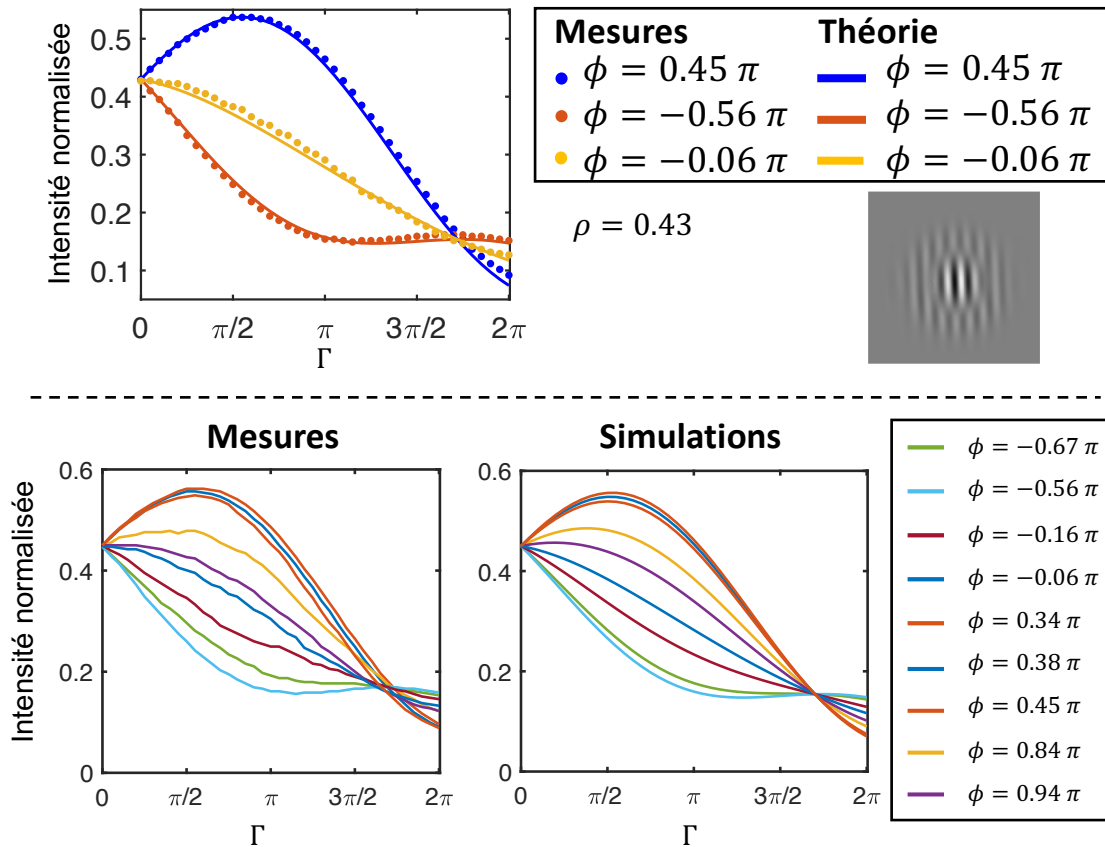 Intensité normalisée
0.5
0.4
0.3
0.2
0.1
0 π/2 π 3π/2 2π
Γ
Mesures Théorie
ϕ = 0.45 π ϕ = 0.45 π
ϕ = −0.56 π ϕ = −0.56 π
ϕ = −0.06 π ϕ = −0.06 π
ρ = 0.43
Mesures
Intensité normalisée
0.6
0.4
0.2
0
0 π/2 π 3π/2 2π
Γ
Simulations
0.6
0.4
0.2
0
0 π/2 π 3π/2 2π
Γ
ϕ = −0.67 π
ϕ = −0.56 π
ϕ = −0.16 π
ϕ = −0.06 π
ϕ = 0.34 π
ϕ = 0.38 π
ϕ = 0.45 π
ϕ = 0.84 π
ϕ = 0.94 π